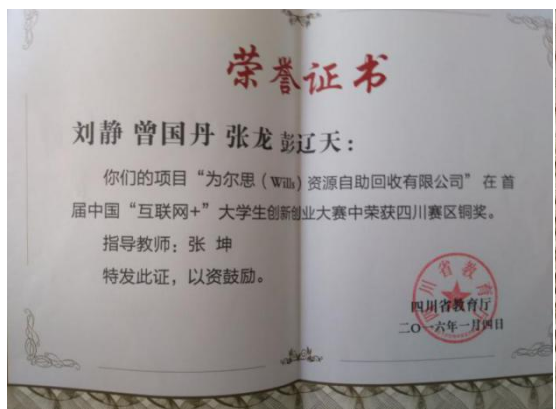 荣誉证书
刘静 曾国丹 张龙 彭辽天：
你们的项目“为尔思（Wills）资源自助回收有限公司”在首
届中国“互联网+”大学生创新创业大赛中荣获四川赛区铜奖。
指导教师：张 坤
特发此证，以资鼓励。
四川省教育厅
二〇一六年一月四日